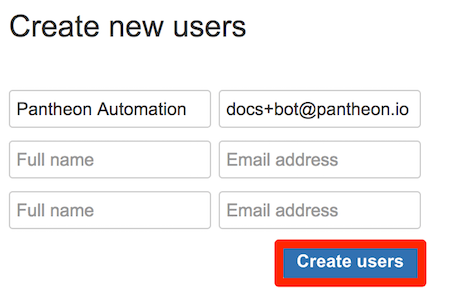 Create new users
Pantheon Automation docs+bot@pantheon.io
Full name Email address
Full name Email address
Create users